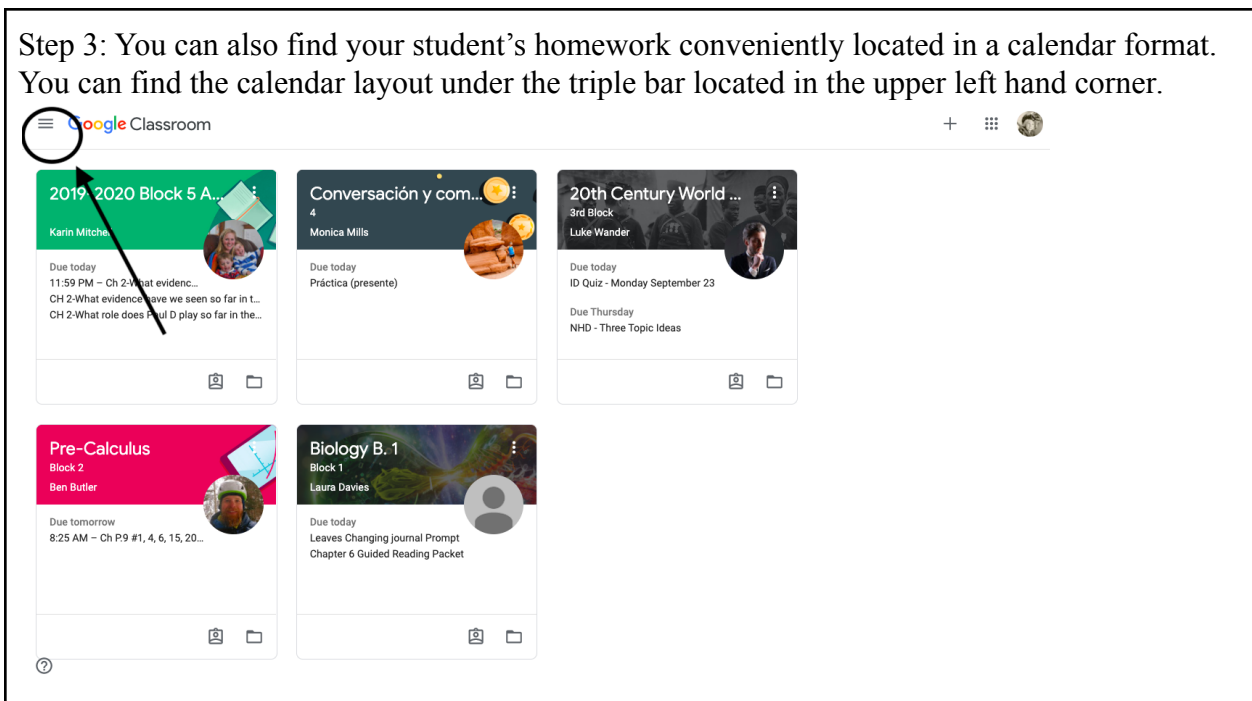 Step 3: You can also find your student’s homework conveniently located in a calendar format.
You can find the calendar layout under the triple bar located in the upper left hand corner.
Google Classroom
2019-2020 Block 5 A...
Karin Mitchel
Due today
11:59 PM – Ch 2-What evidenc...
CH 2-What evidence have we seen so far in t...
CH 2-What role does Paul D play so far in the...
Conversación y com...
4
Monica Mills
Due today
Práctica (presente)
20th Century World ...
3rd Block
Luke Wander
Due today
ID Quiz - Monday September 23
Due Thursday
NHD - Three Topic Ideas
Pre-Calculus
Block 2
Ben Butler
Due tomorrow
8:25 AM – Ch P.9 #1, 4, 6, 15, 20...
Biology B. 1
Block 1
Laura Davies
Due today
Leaves Changing journal Prompt
Chapter 6 Guided Reading Packet